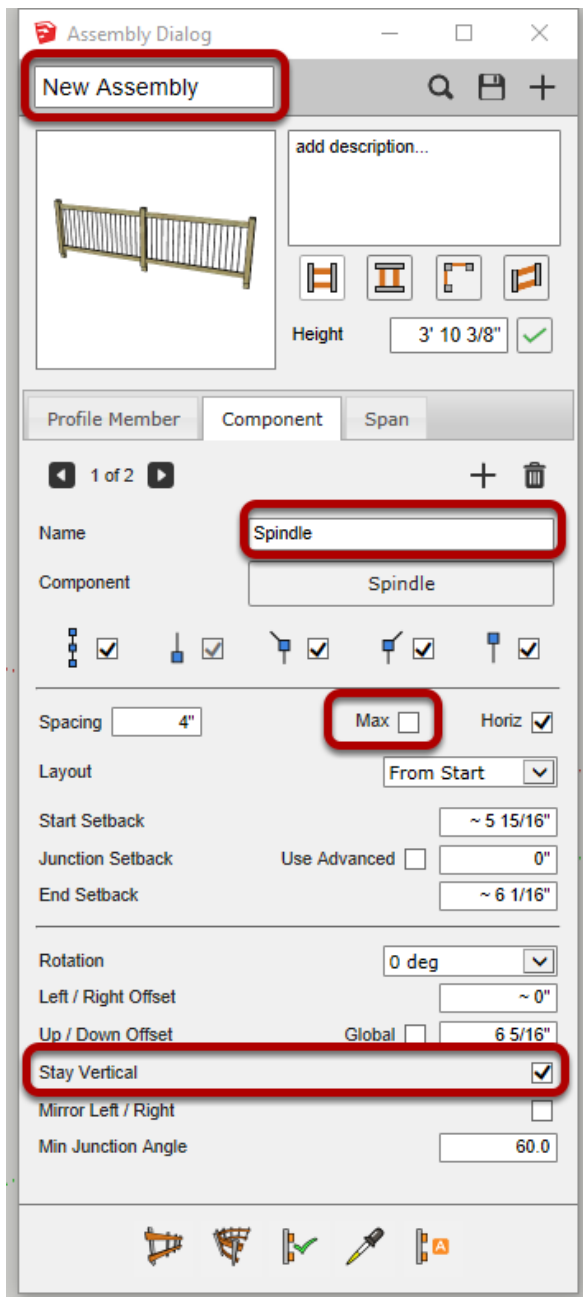 Assembly Dialog
New Assembly
add description...
Height 3' 10 3/8"
Profile Member Component Span
1 of 2
Name Spindle
Component Spindle
Spacing 4" Max Horiz
Layout From Start
Start Setback ~ 5 15/16"
Junction Setback Use Advanced 0"
End Setback ~ 6 1/16"
Rotation 0 deg
Left / Right Offset ~ 0"
Up / Down Offset Global 6 5/16"
Stay Vertical
Mirror Left / Right
Min Junction Angle 60.0
A